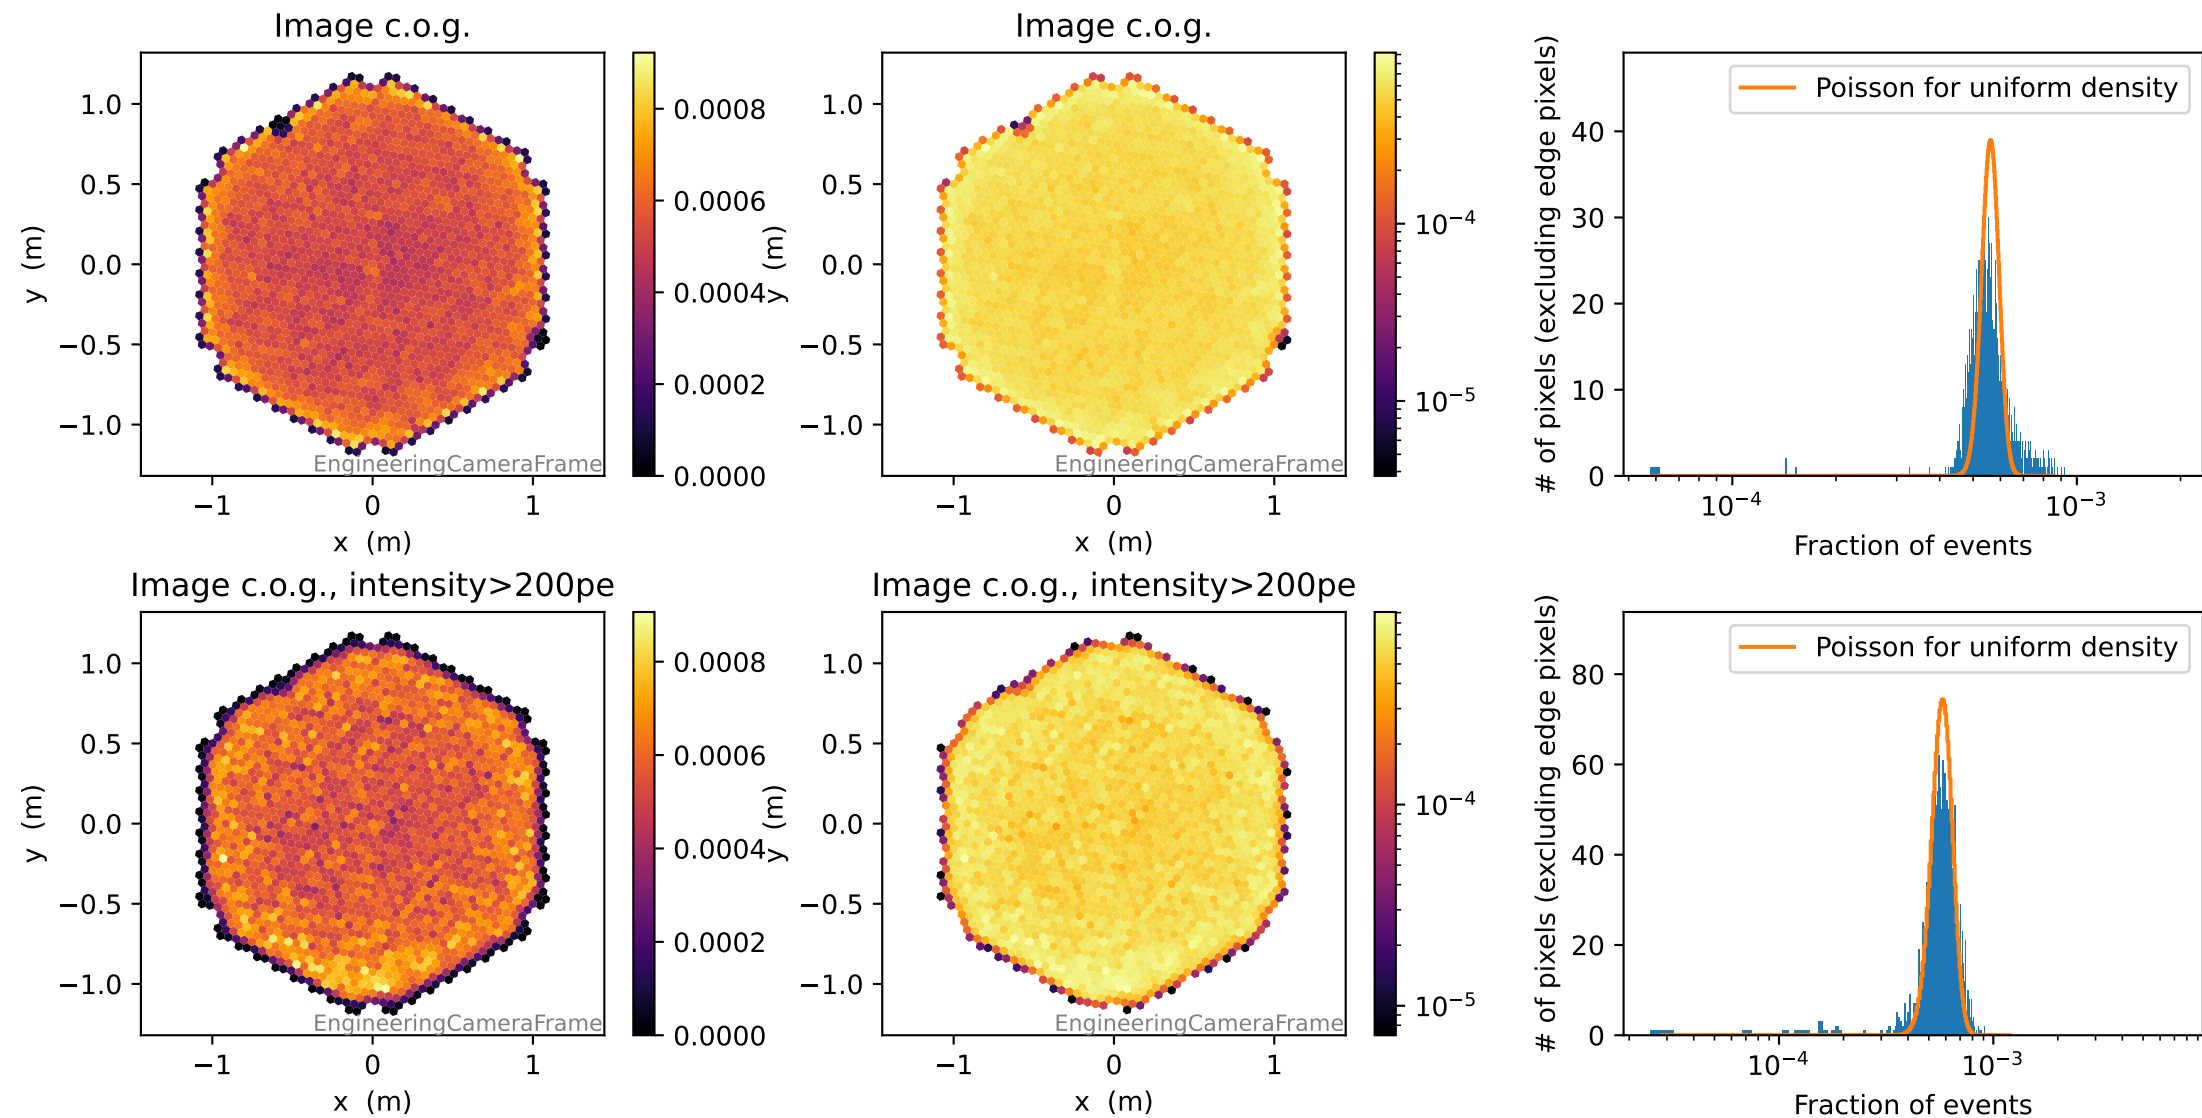 Image c.o.g.
1.0
0.5
0.0
−0.5
−1.0
y (m)
−1
0
1
x (m)
EngineeringCameraFrame
0.0008
0.0006
0.0004
0.0002
0.0000
Image c.o.g.
1.0
0.5
0.0
−0.5
−1.0
y (m)
−1
0
1
x (m)
EngineeringCameraFrame
10⁻⁴
10⁻⁵
Poisson for uniform density
# of pixels (excluding edge pixels)
40
30
20
10
0
10⁻⁴
10⁻³
Fraction of events
Image c.o.g., intensity>200pe
1.0
0.5
0.0
−0.5
−1.0
y (m)
−1
0
1
x (m)
EngineeringCameraFrame
0.0008
0.0006
0.0004
0.0002
0.0000
Image c.o.g., intensity>200pe
1.0
0.5
0.0
−0.5
−1.0
y (m)
−1
0
1
x (m)
EngineeringCameraFrame
10⁻⁴
10⁻⁵
Poisson for uniform density
# of pixels (excluding edge pixels)
80
60
40
20
0
10⁻⁴
10⁻³
Fraction of events